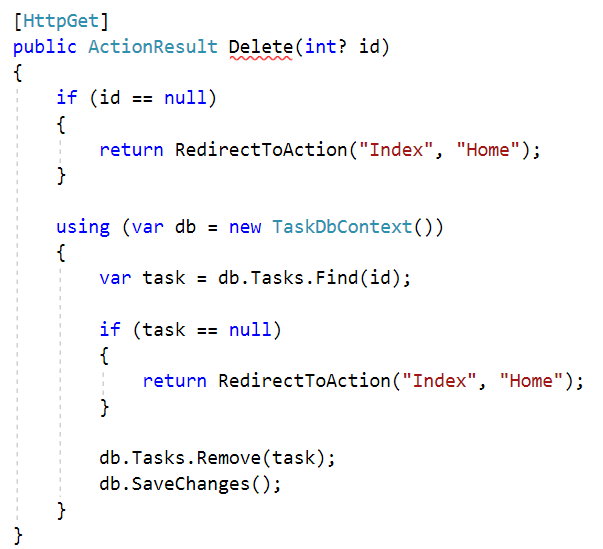 [HttpGet]
public ActionResult Delete(int? id)
{
    if (id == null)
    {
        return RedirectToAction("Index", "Home");
    }

    using (var db = new TaskDbContext())
    {
        var task = db.Tasks.Find(id);

        if (task == null)
        {
            return RedirectToAction("Index", "Home");
        }

        db.Tasks.Remove(task);
        db.SaveChanges();
    }
}